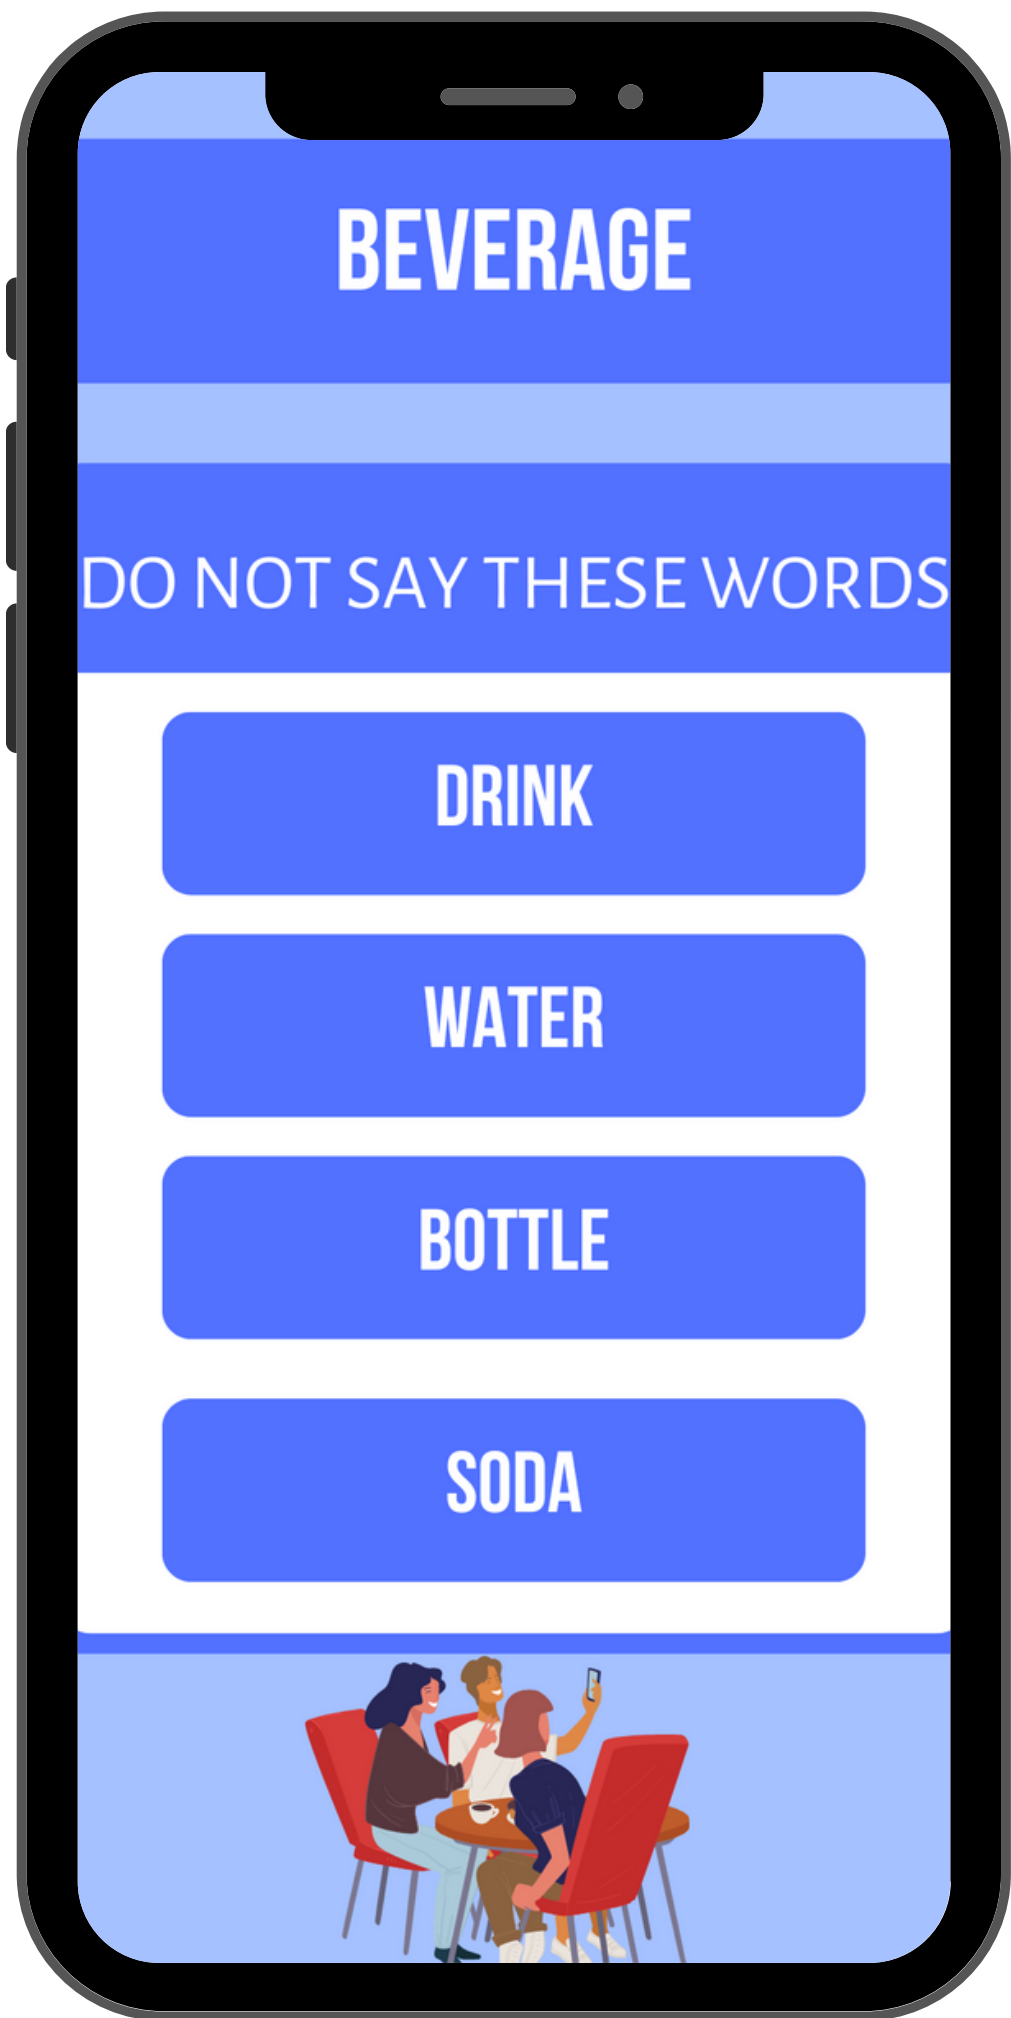 BEVERAGE
DO NOT SAY THESE WORDS
DRINK
WATER
BOTTLE
SODA